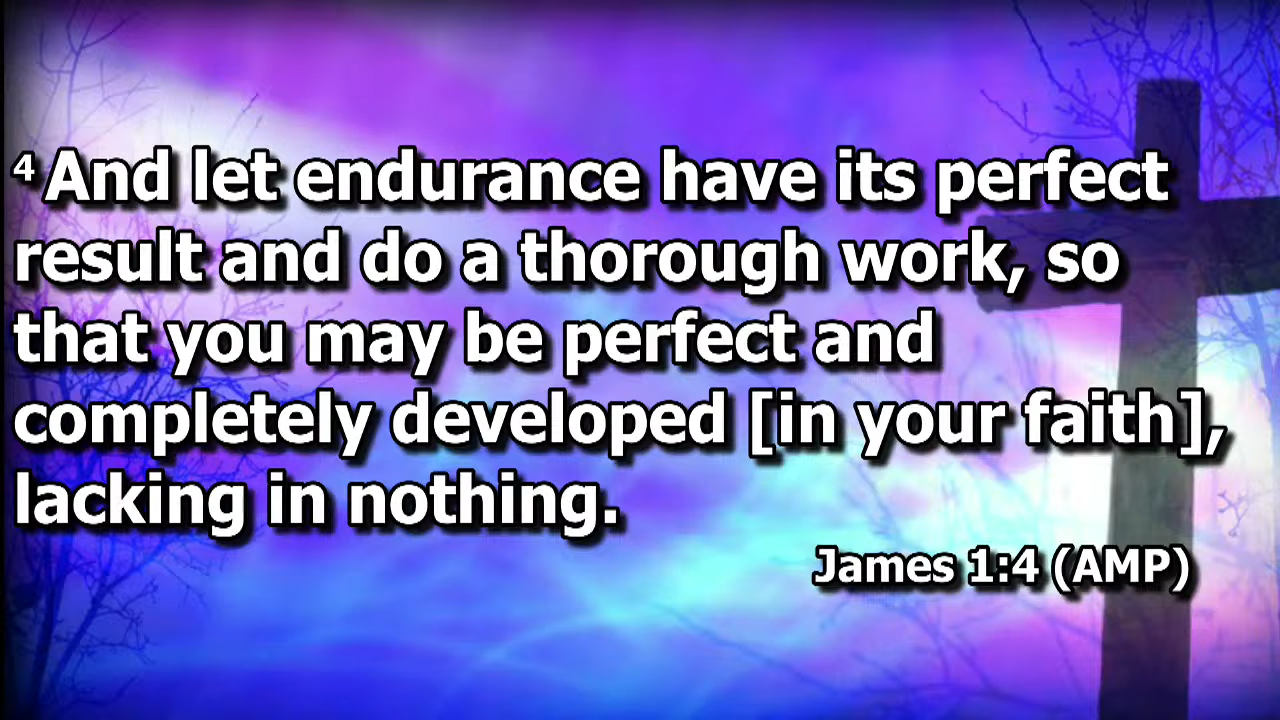 4 And let endurance have its perfect
result and do a thorough work, so
that you may be perfect and
completely developed [in your faith],
lacking in nothing.
James 1:4 (AMP)